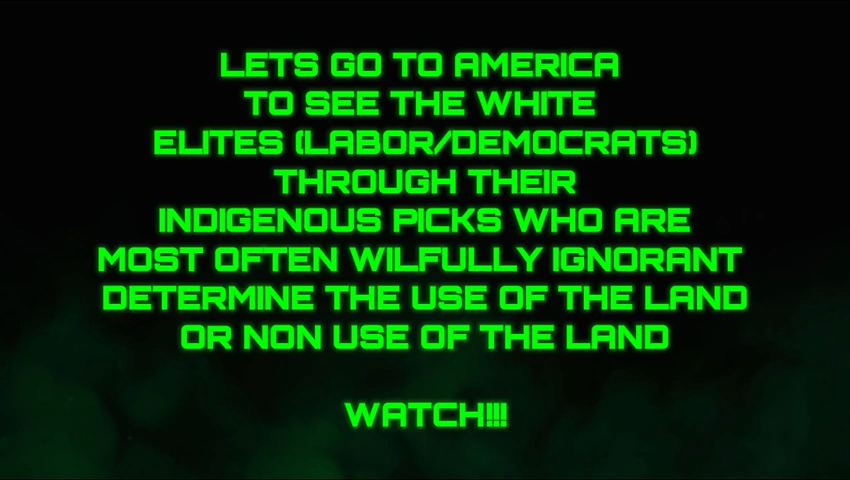 LETS GO TO AMERICA
TO SEE THE WHITE
ELITES (LABOR/DEMOCRATS)
THROUGH THEIR
INDIGENOUS PICKS WHO ARE
MOST OFTEN WILFULLY IGNORANT
DETERMINE THE USE OF THE LAND
OR NON USE OF THE LAND
WATCH!!!